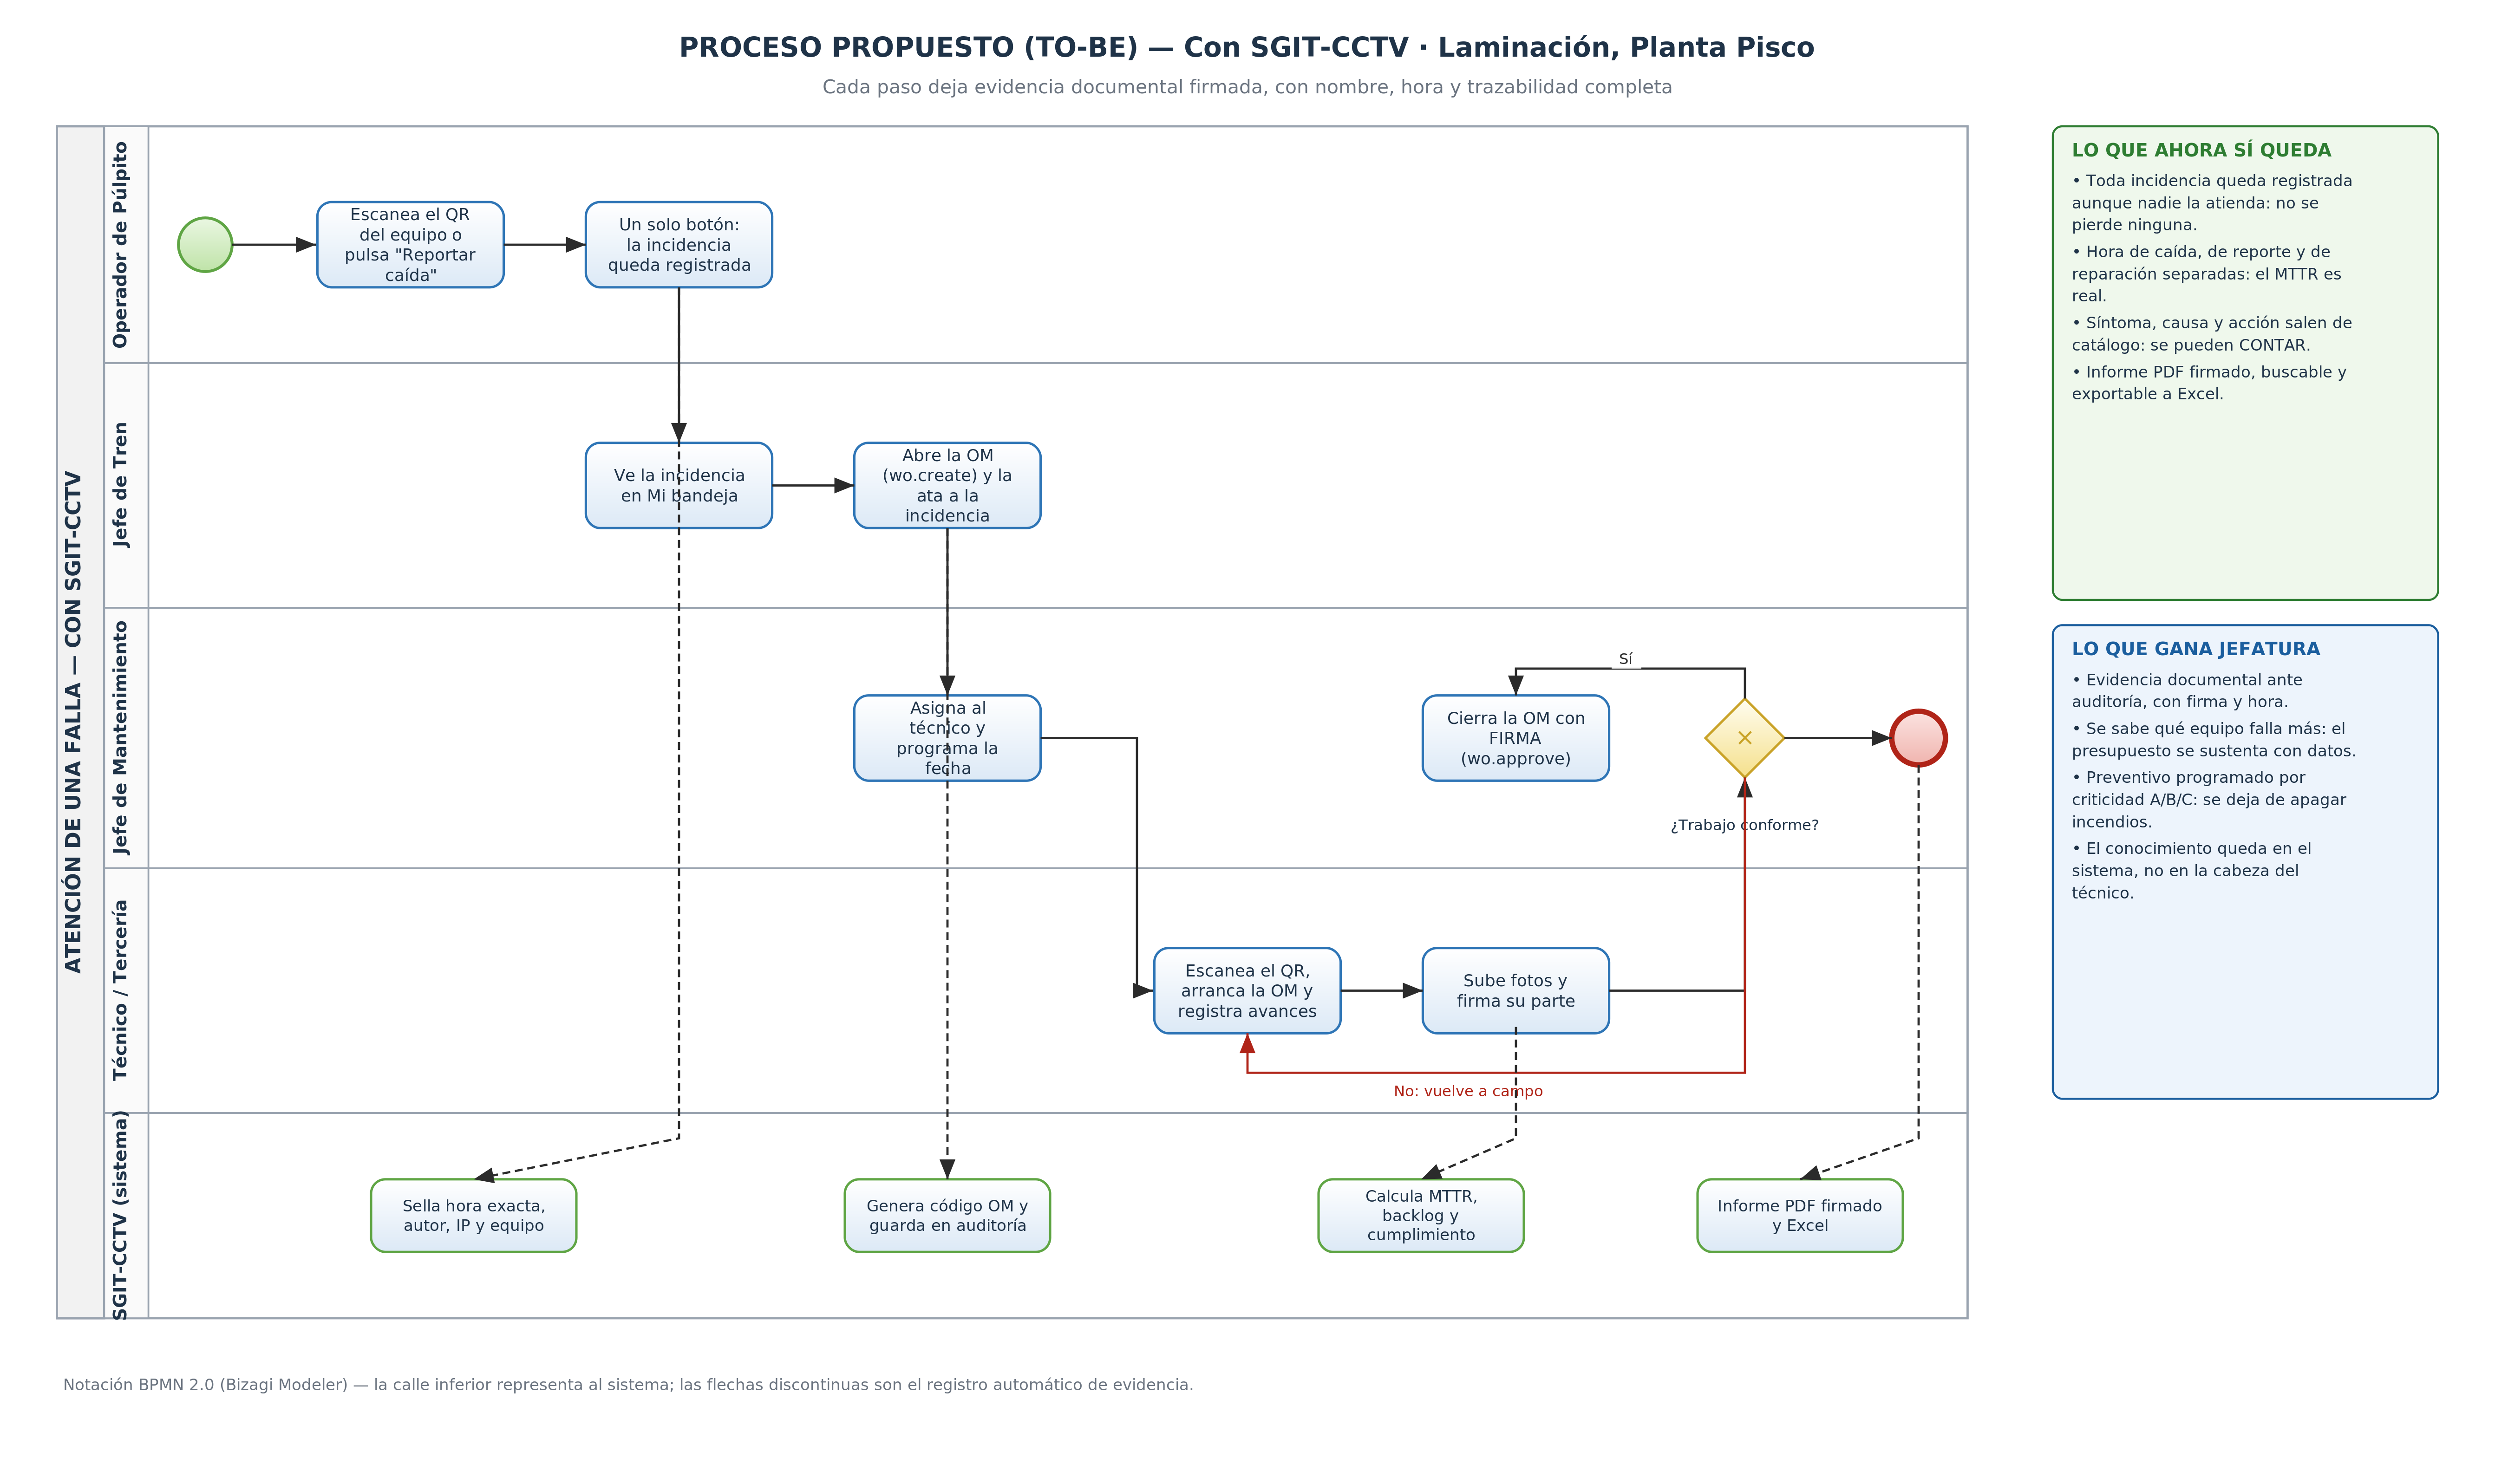 PROCESO PROPUESTO (TO-BE) — Con SGIT-CCTV · Laminación, Planta Pisco
Cada paso deja evidencia documental firmada, con nombre, hora y trazabilidad completa
ATENCIÓN DE UNA FALLA — CON SGIT-CCTV
Operador de Púlpito
Escanea el QR
del equipo o
pulsa "Reportar
caída"
Un solo botón:
la incidencia
queda registrada
Jefe de Tren
Ve la incidencia
en Mi bandeja
Abre la OM
(wo.create) y la
ata a la
incidencia
Jefe de Mantenimiento
Asigna al
técnico y
programa la
fecha
Cierra la OM con
FIRMA
(wo.approve)
Sí
¿Trabajo conforme?
Técnico / Tercería
Escanea el QR,
arranca la OM y
registra avances
Sube fotos y
firma su parte
No: vuelve a campo
SGIT-CCTV (sistema)
Sella hora exacta,
autor, IP y equipo
Genera código OM y
guarda en auditoría
Calcula MTTR,
backlog y
cumplimiento
Informe PDF firmado
y Excel
LO QUE AHORA SÍ QUEDA
• Toda incidencia queda registrada
aunque nadie la atienda: no se
pierde ninguna.
• Hora de caída, de reporte y de
reparación separadas: el MTTR es
real.
• Síntoma, causa y acción salen de
catálogo: se pueden CONTAR.
• Informe PDF firmado, buscable y
exportable a Excel.
LO QUE GANA JEFATURA
• Evidencia documental ante
auditoría, con firma y hora.
• Se sabe qué equipo falla más: el
presupuesto se sustenta con datos.
• Preventivo programado por
criticidad A/B/C: se deja de apagar
incendios.
• El conocimiento queda en el
sistema, no en la cabeza del
técnico.
Notación BPMN 2.0 (Bizagi Modeler) — la calle inferior representa al sistema; las flechas discontinuas son el registro automático de evidencia.